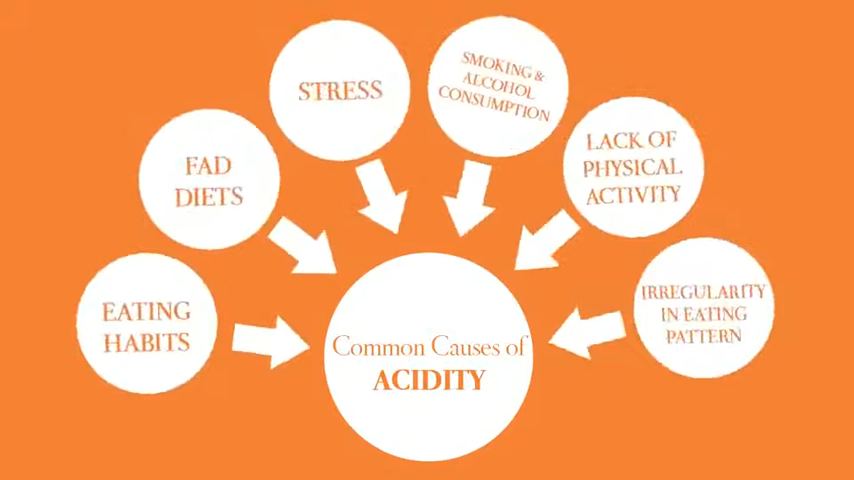 STRESS
SMOKING &
ALCOHOL
CONSUMPTION
FAD
DIETS
LACK OF
PHYSICAL
ACTIVITY
EATING
HABITS
IRREGULARITY
IN EATING
PATTERN
Common Causes of
ACIDITY